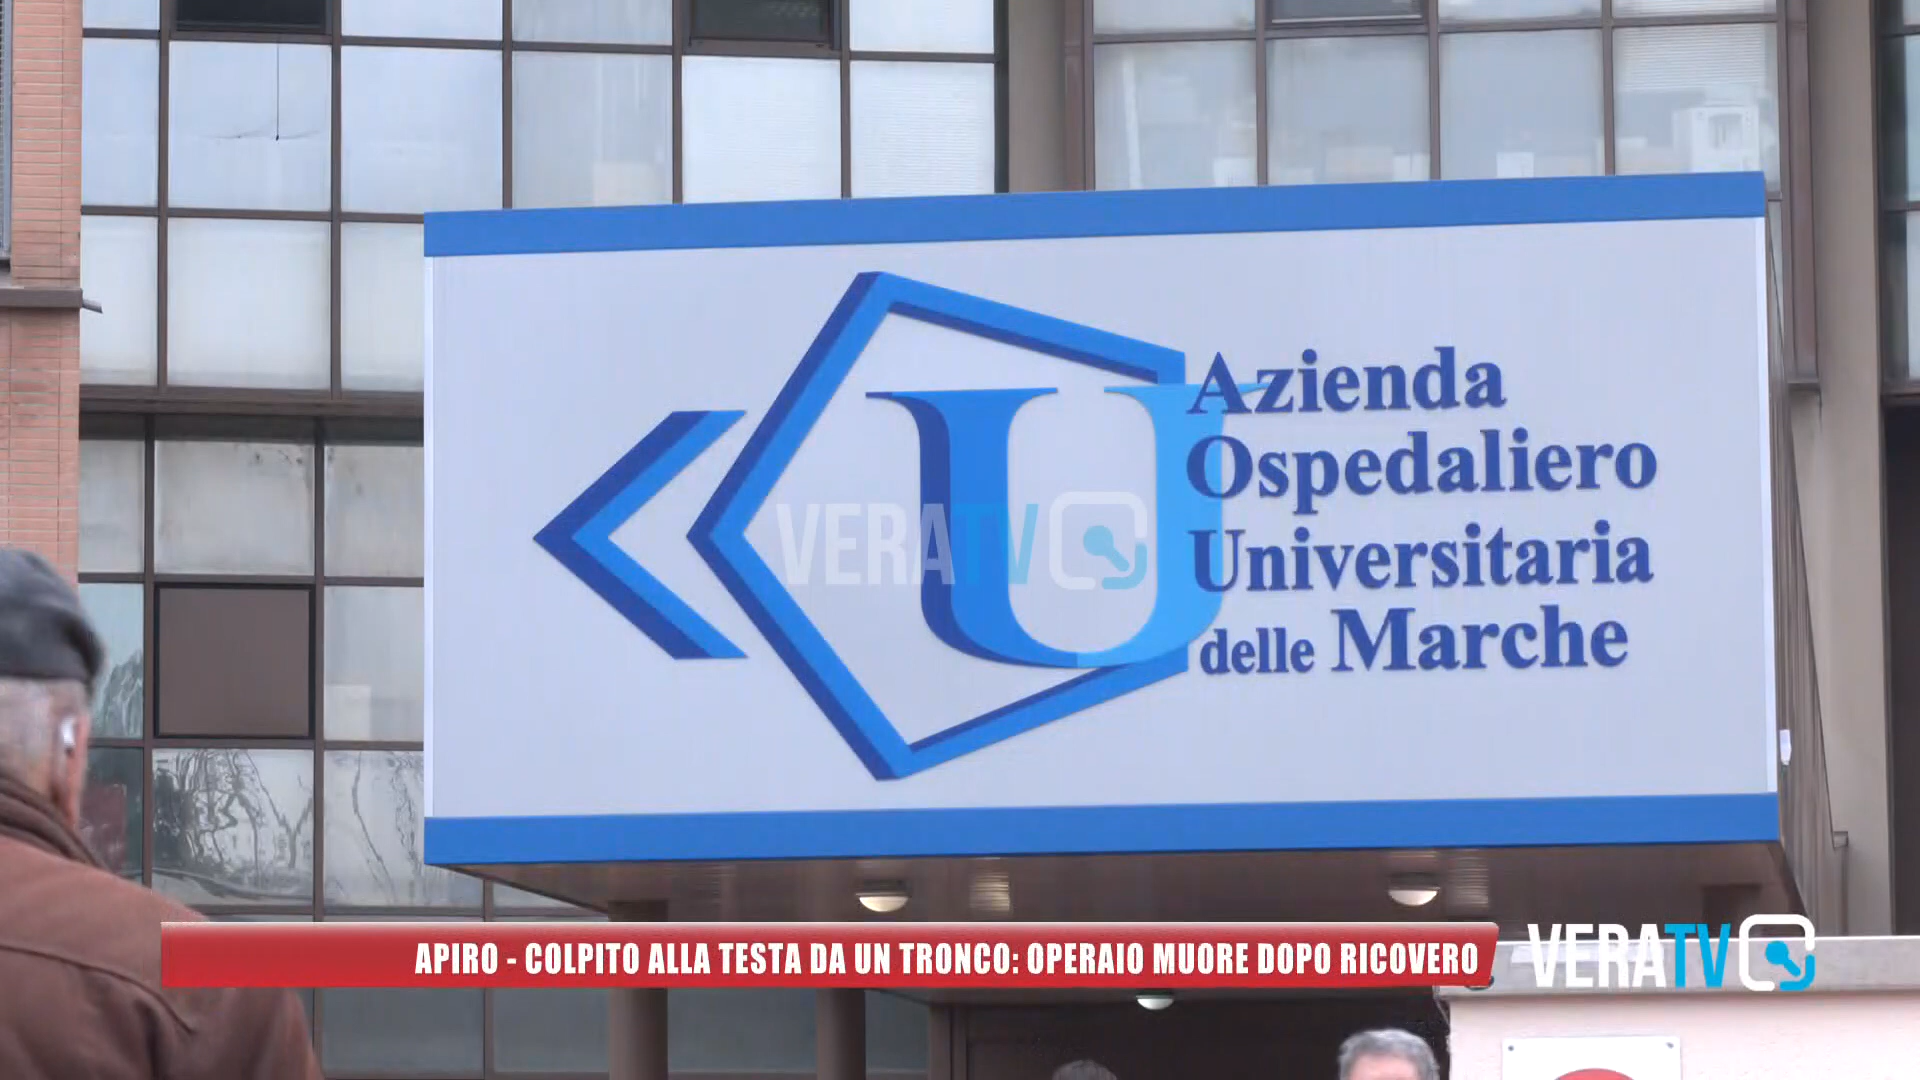 U
Azienda
Ospedaliero
Universitaria
delle Marche
VERATV
APIRO - COLPITO ALLA TESTA DA UN TRONCO: OPERAIO MUORE DOPO RICOVERO
VERATV